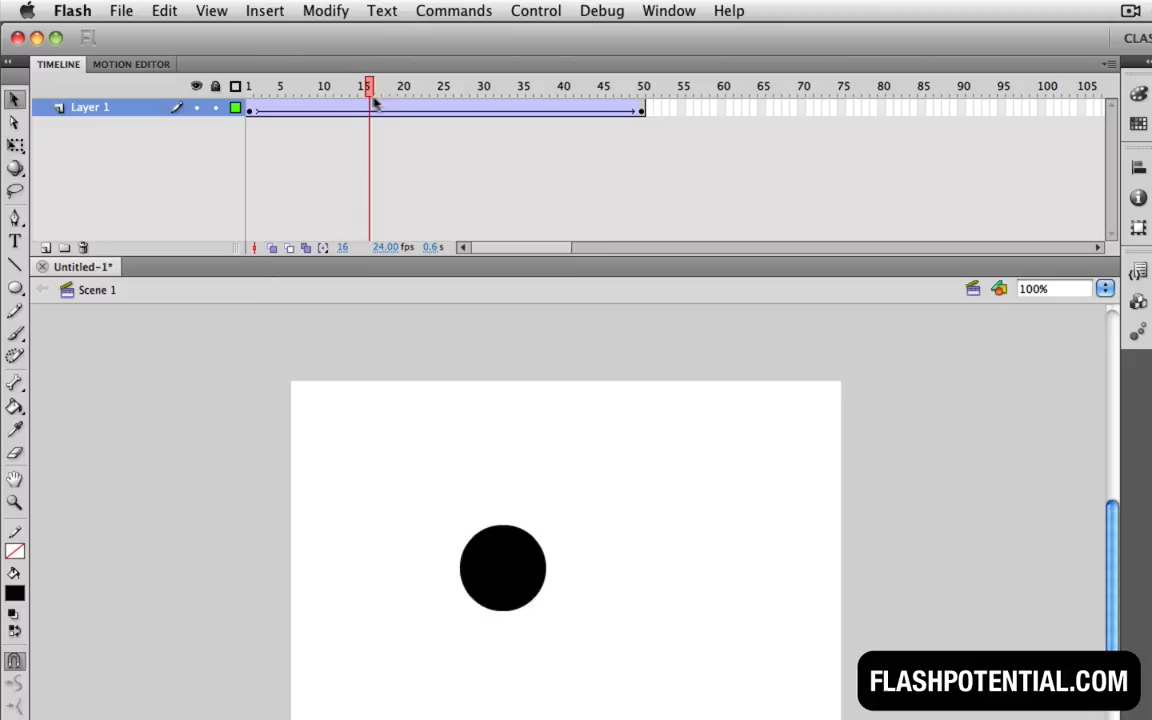 Flash File Edit View Insert Modify Text Commands Control Debug Window Help
Fl CLAS
TIMELINE MOTION EDITOR
1 5 10 15 20 25 30 35 40 45 50 55 60 65 70 75 80 85 90 95 100 105
Layer 1
16 24.00 fps 0.6 s
Untitled-1*
Scene 1 100%
T
FLASHPOTENTIAL.COM